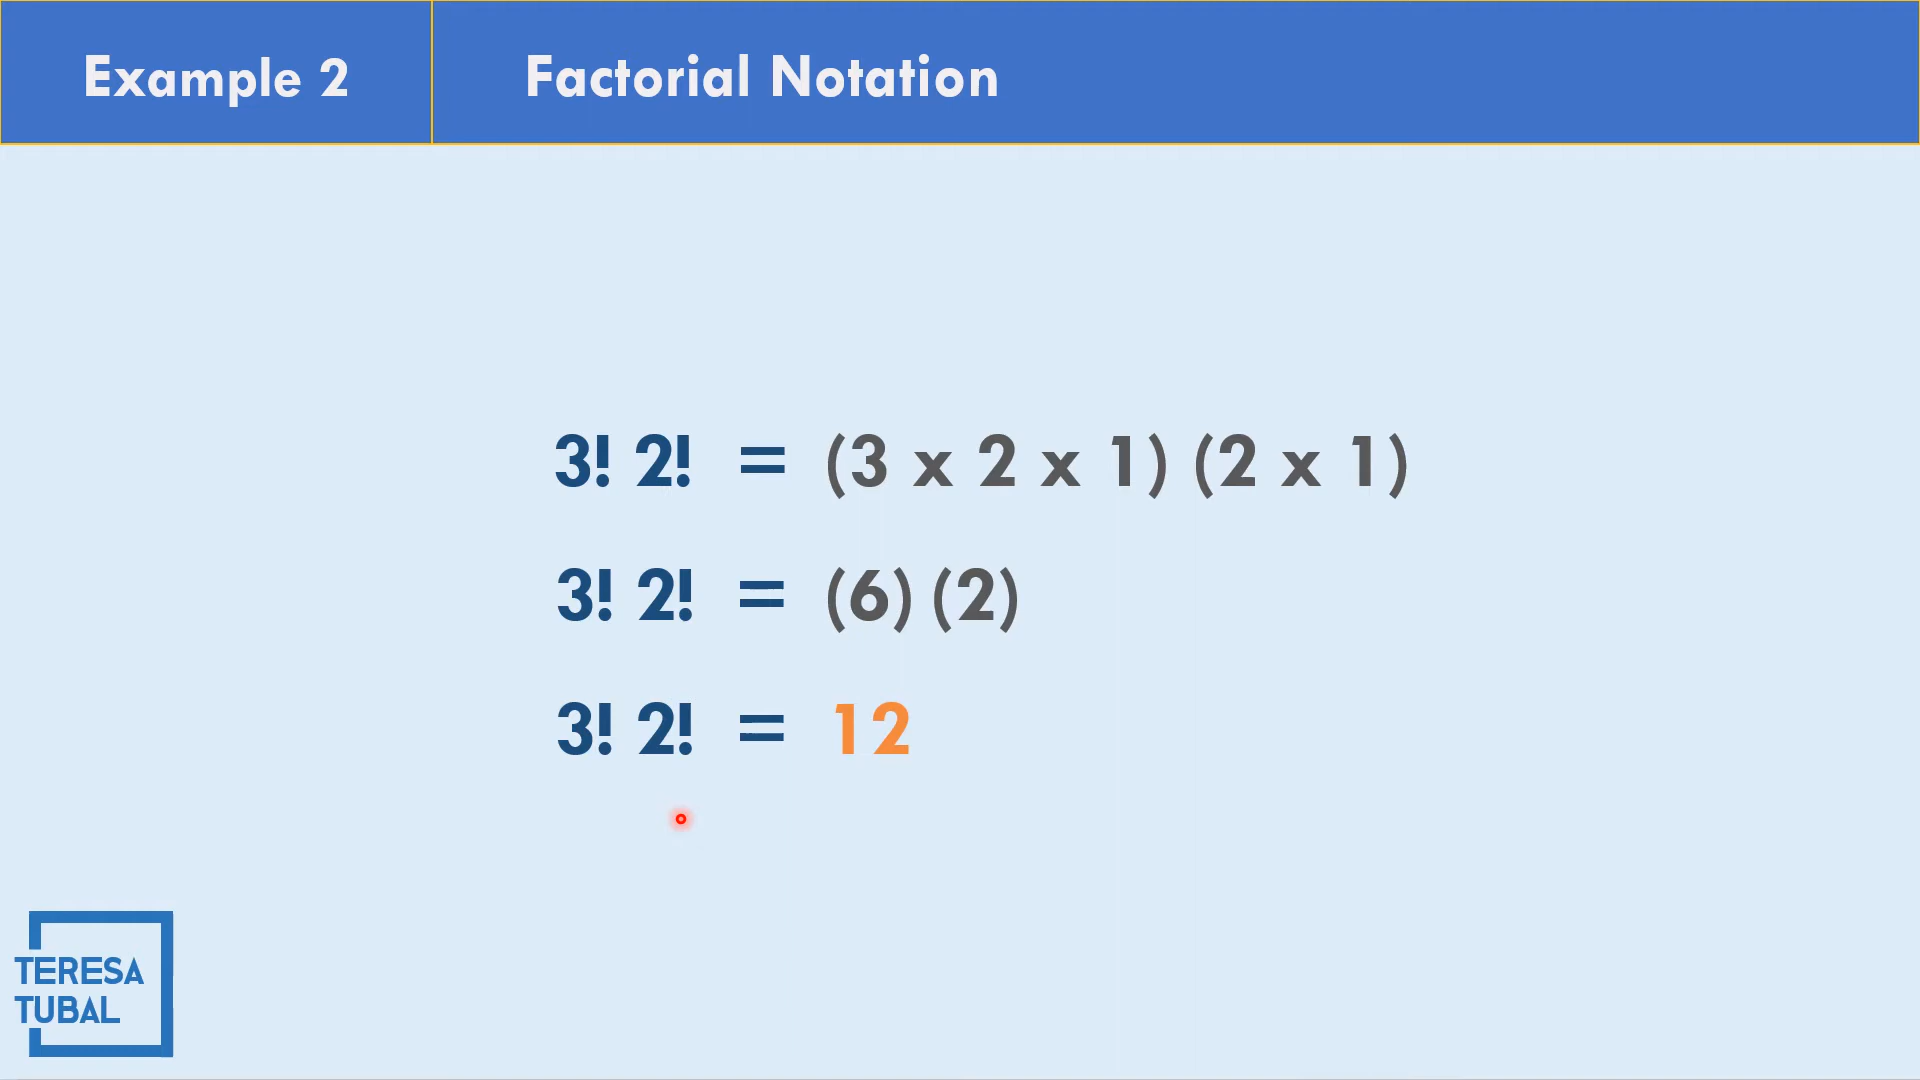 Example 2
Factorial Notation
3! 2! = (3 x 2 x 1) (2 x 1)
3! 2! = (6) (2)
3! 2! = 12
TERESA
TUBAL